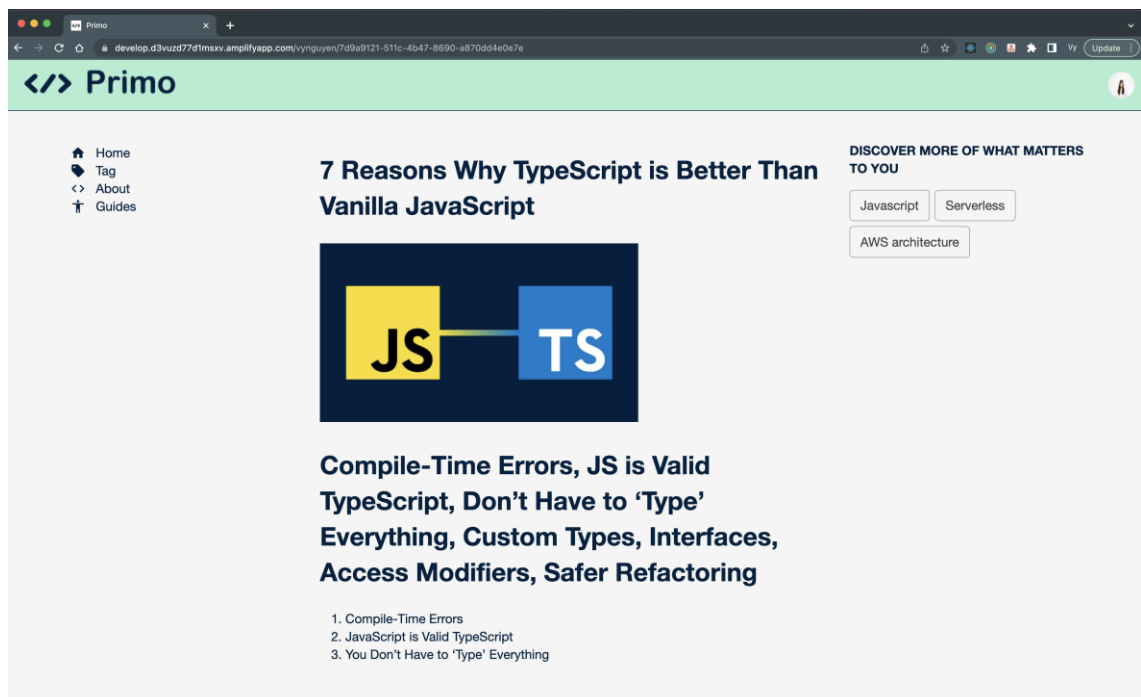 Primo
develop.d3vuzd77d1msxv.amplifyapp.com/vynguyen/7d9a9121-511c-4b47-8690-a870dd4e0e7e
Vy
Update
</> Primo
Home
Tag
About
Guides
7 Reasons Why TypeScript is Better Than
Vanilla JavaScript
JS
TS
Compile-Time Errors, JS is Valid
TypeScript, Don’t Have to ‘Type’
Everything, Custom Types, Interfaces,
Access Modifiers, Safer Refactoring
1. Compile-Time Errors
2. JavaScript is Valid TypeScript
3. You Don’t Have to ‘Type’ Everything
DISCOVER MORE OF WHAT MATTERS
TO YOU
Javascript
Serverless
AWS architecture